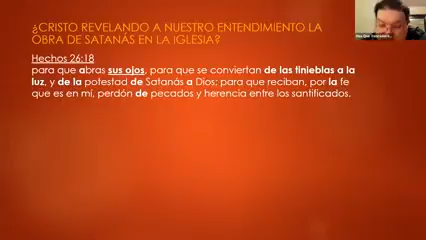 ¿CRISTO REVELANDO A NUESTRO ENTENDIMIENTO LA
OBRA DE SATANÁS EN LA IGLESIA?
Hechos 26:18
para que abras sus ojos, para que se conviertan de las tinieblas a la
luz, y de la potestad de Satanás a Dios; para que reciban, por la fe
que es en mí, perdón de pecados y herencia entre los santificados.